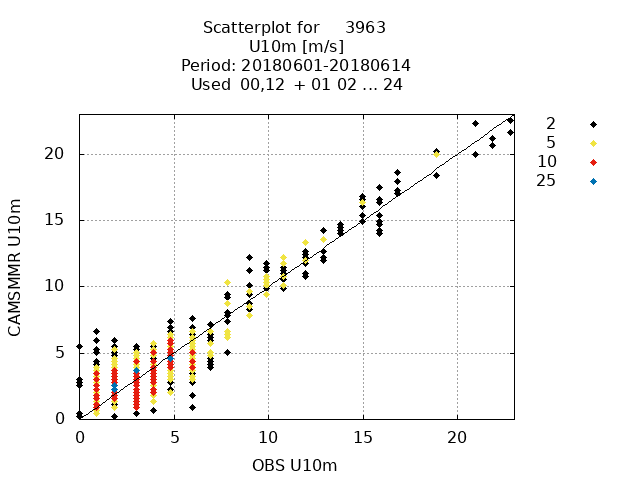 Scatterplot for 3963
U10m [m/s]
Period: 20180601-20180614
Used 00,12 + 01 02 ... 24
2
5
10
25
CAMSMMR U10m
20
15
10
5
0
0 5 10 15 20
OBS U10m